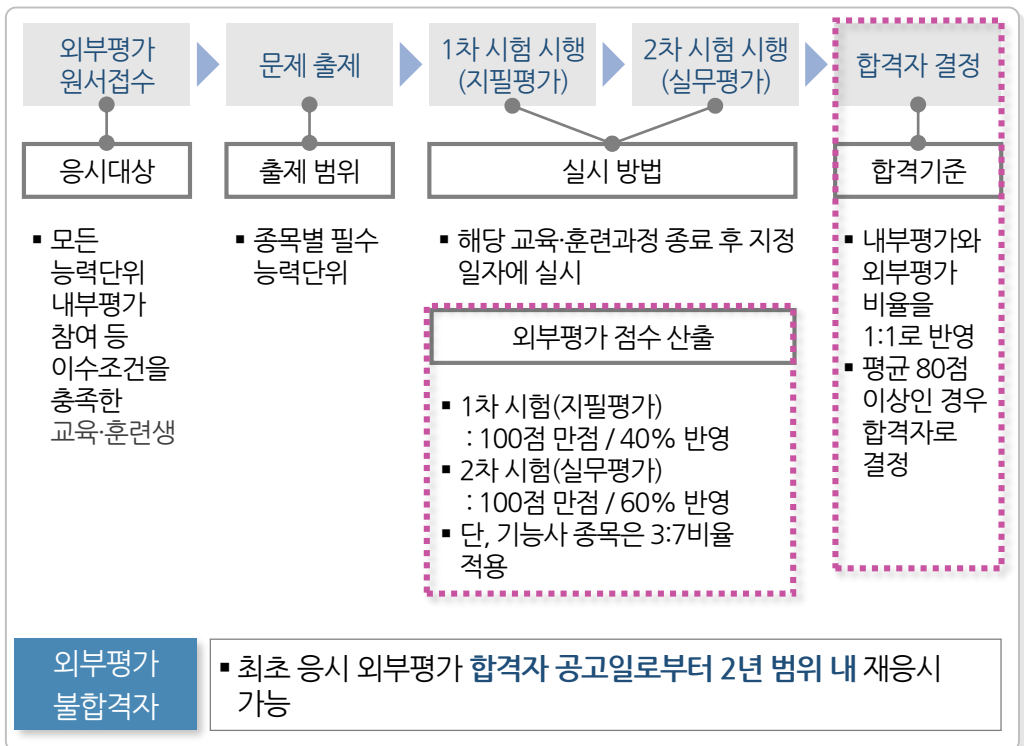 외부평가
원서접수
문제 출제
1차 시험 시행
(지필평가)
2차 시험 시행
(실무평가)
합격자 결정
응시대상
출제 범위
실시 방법
합격기준
▪ 모든
능력단위
내부평가
참여 등
이수조건을
충족한
교육·훈련생
▪ 종목별 필수
능력단위
▪ 해당 교육·훈련과정 종료 후 지정
일자에 실시
외부평가 점수 산출
▪ 1차 시험(지필평가)
: 100점 만점 / 40% 반영
▪ 2차 시험(실무평가)
: 100점 만점 / 60% 반영
▪ 단, 기능사 종목은 3:7비율
적용
▪ 내부평가와
외부평가
비율을
1:1로 반영
▪ 평균 80점
이상인 경우
합격자로
결정
외부평가
불합격자
▪ 최초 응시 외부평가 합격자 공고일로부터 2년 범위 내 재응시
가능